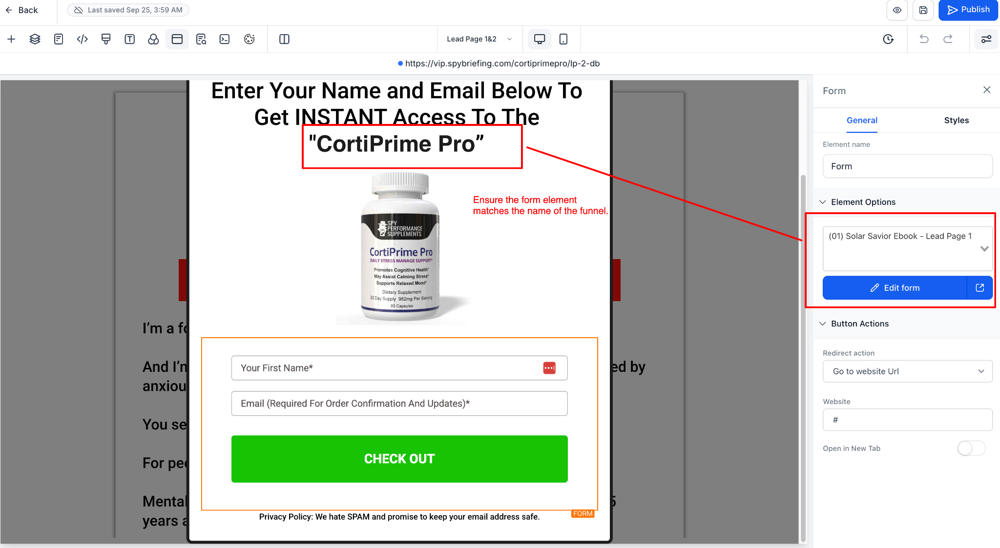 Back
Last saved Sep 25, 3:59 AM
Publish
Lead Page 1&2
https://vip.spybriefing.com/cortiprimepro/lp-2-db
Enter Your Name and Email Below To
Get INSTANT Access To The
"CortiPrime Pro”
Ensure the form element
matches the name of the funnel.
SPY
PERFORMANCE
SUPPLEMENTS
CortiPrime Pro
DAILY STRESS MANAGE SUPPORT*
Promotes Cognitive Health*
May Assist Calming Stress*
Supports Relaxed Mood*
Dietary Supplement
30 Day Supply 982mg Per Serving
60 Capsules
I’m a
And I’m
ed by
anxiou
You se
For pe
Mental
5
years a
Your First Name*
Email (Required For Order Confirmation And Updates)*
CHECK OUT
FORM
Privacy Policy: We hate SPAM and promise to keep your email address safe.
Form
General
Styles
Element name
Form
Element Options
(01) Solar Savior Ebook - Lead Page 1
Edit form
Button Actions
Redirect action
Go to website Url
Website
#
Open in New Tab